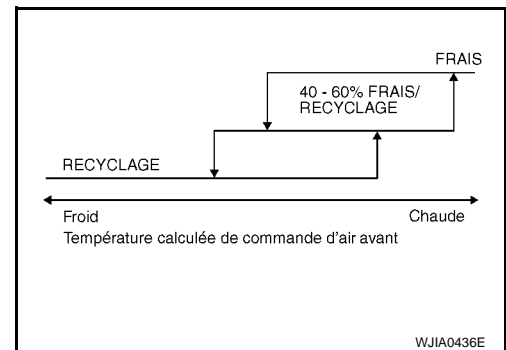 FRAIS
40 - 60% FRAIS/
RECYCLAGE
RECYCLAGE
Froid
Chaude
Température calculée de commande d'air avant
WJIA0436E